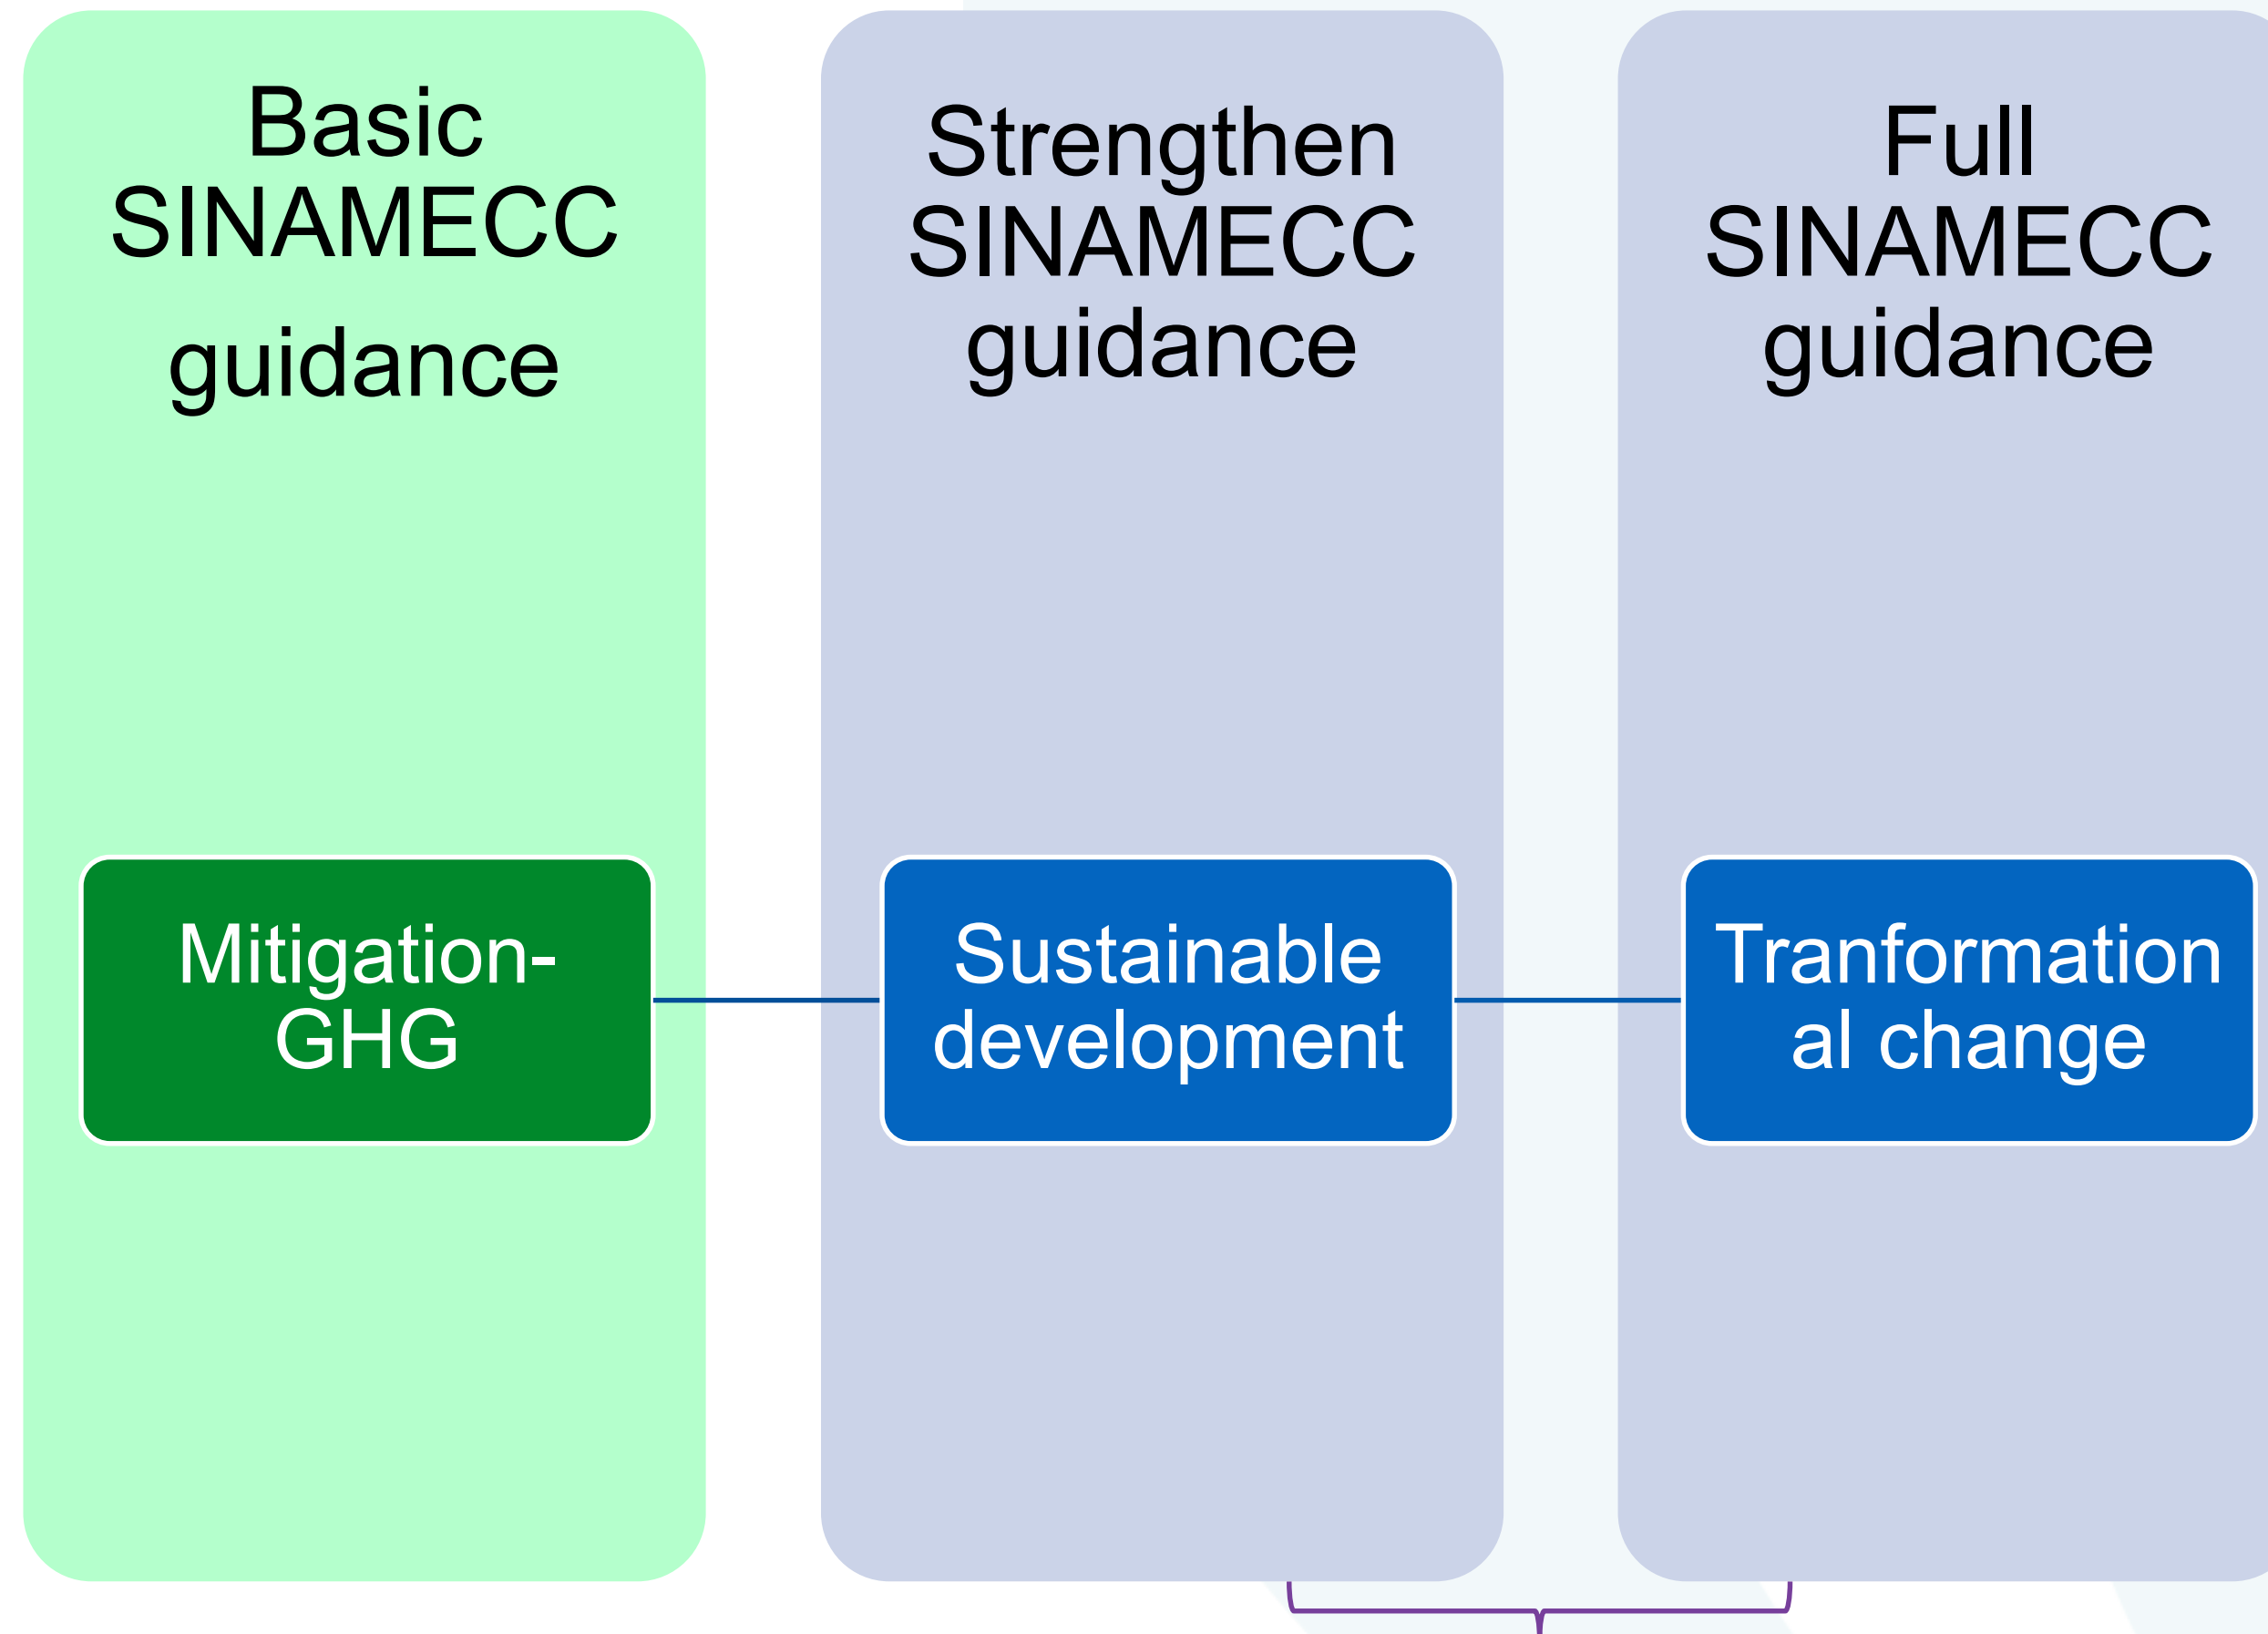 Basic
SINAMECC
guidance
Strengthen
SINAMECC
guidance
Full
SINAMECC
guidance
Mitigation-
GHG
Sustainable
development
Tranformation
al change